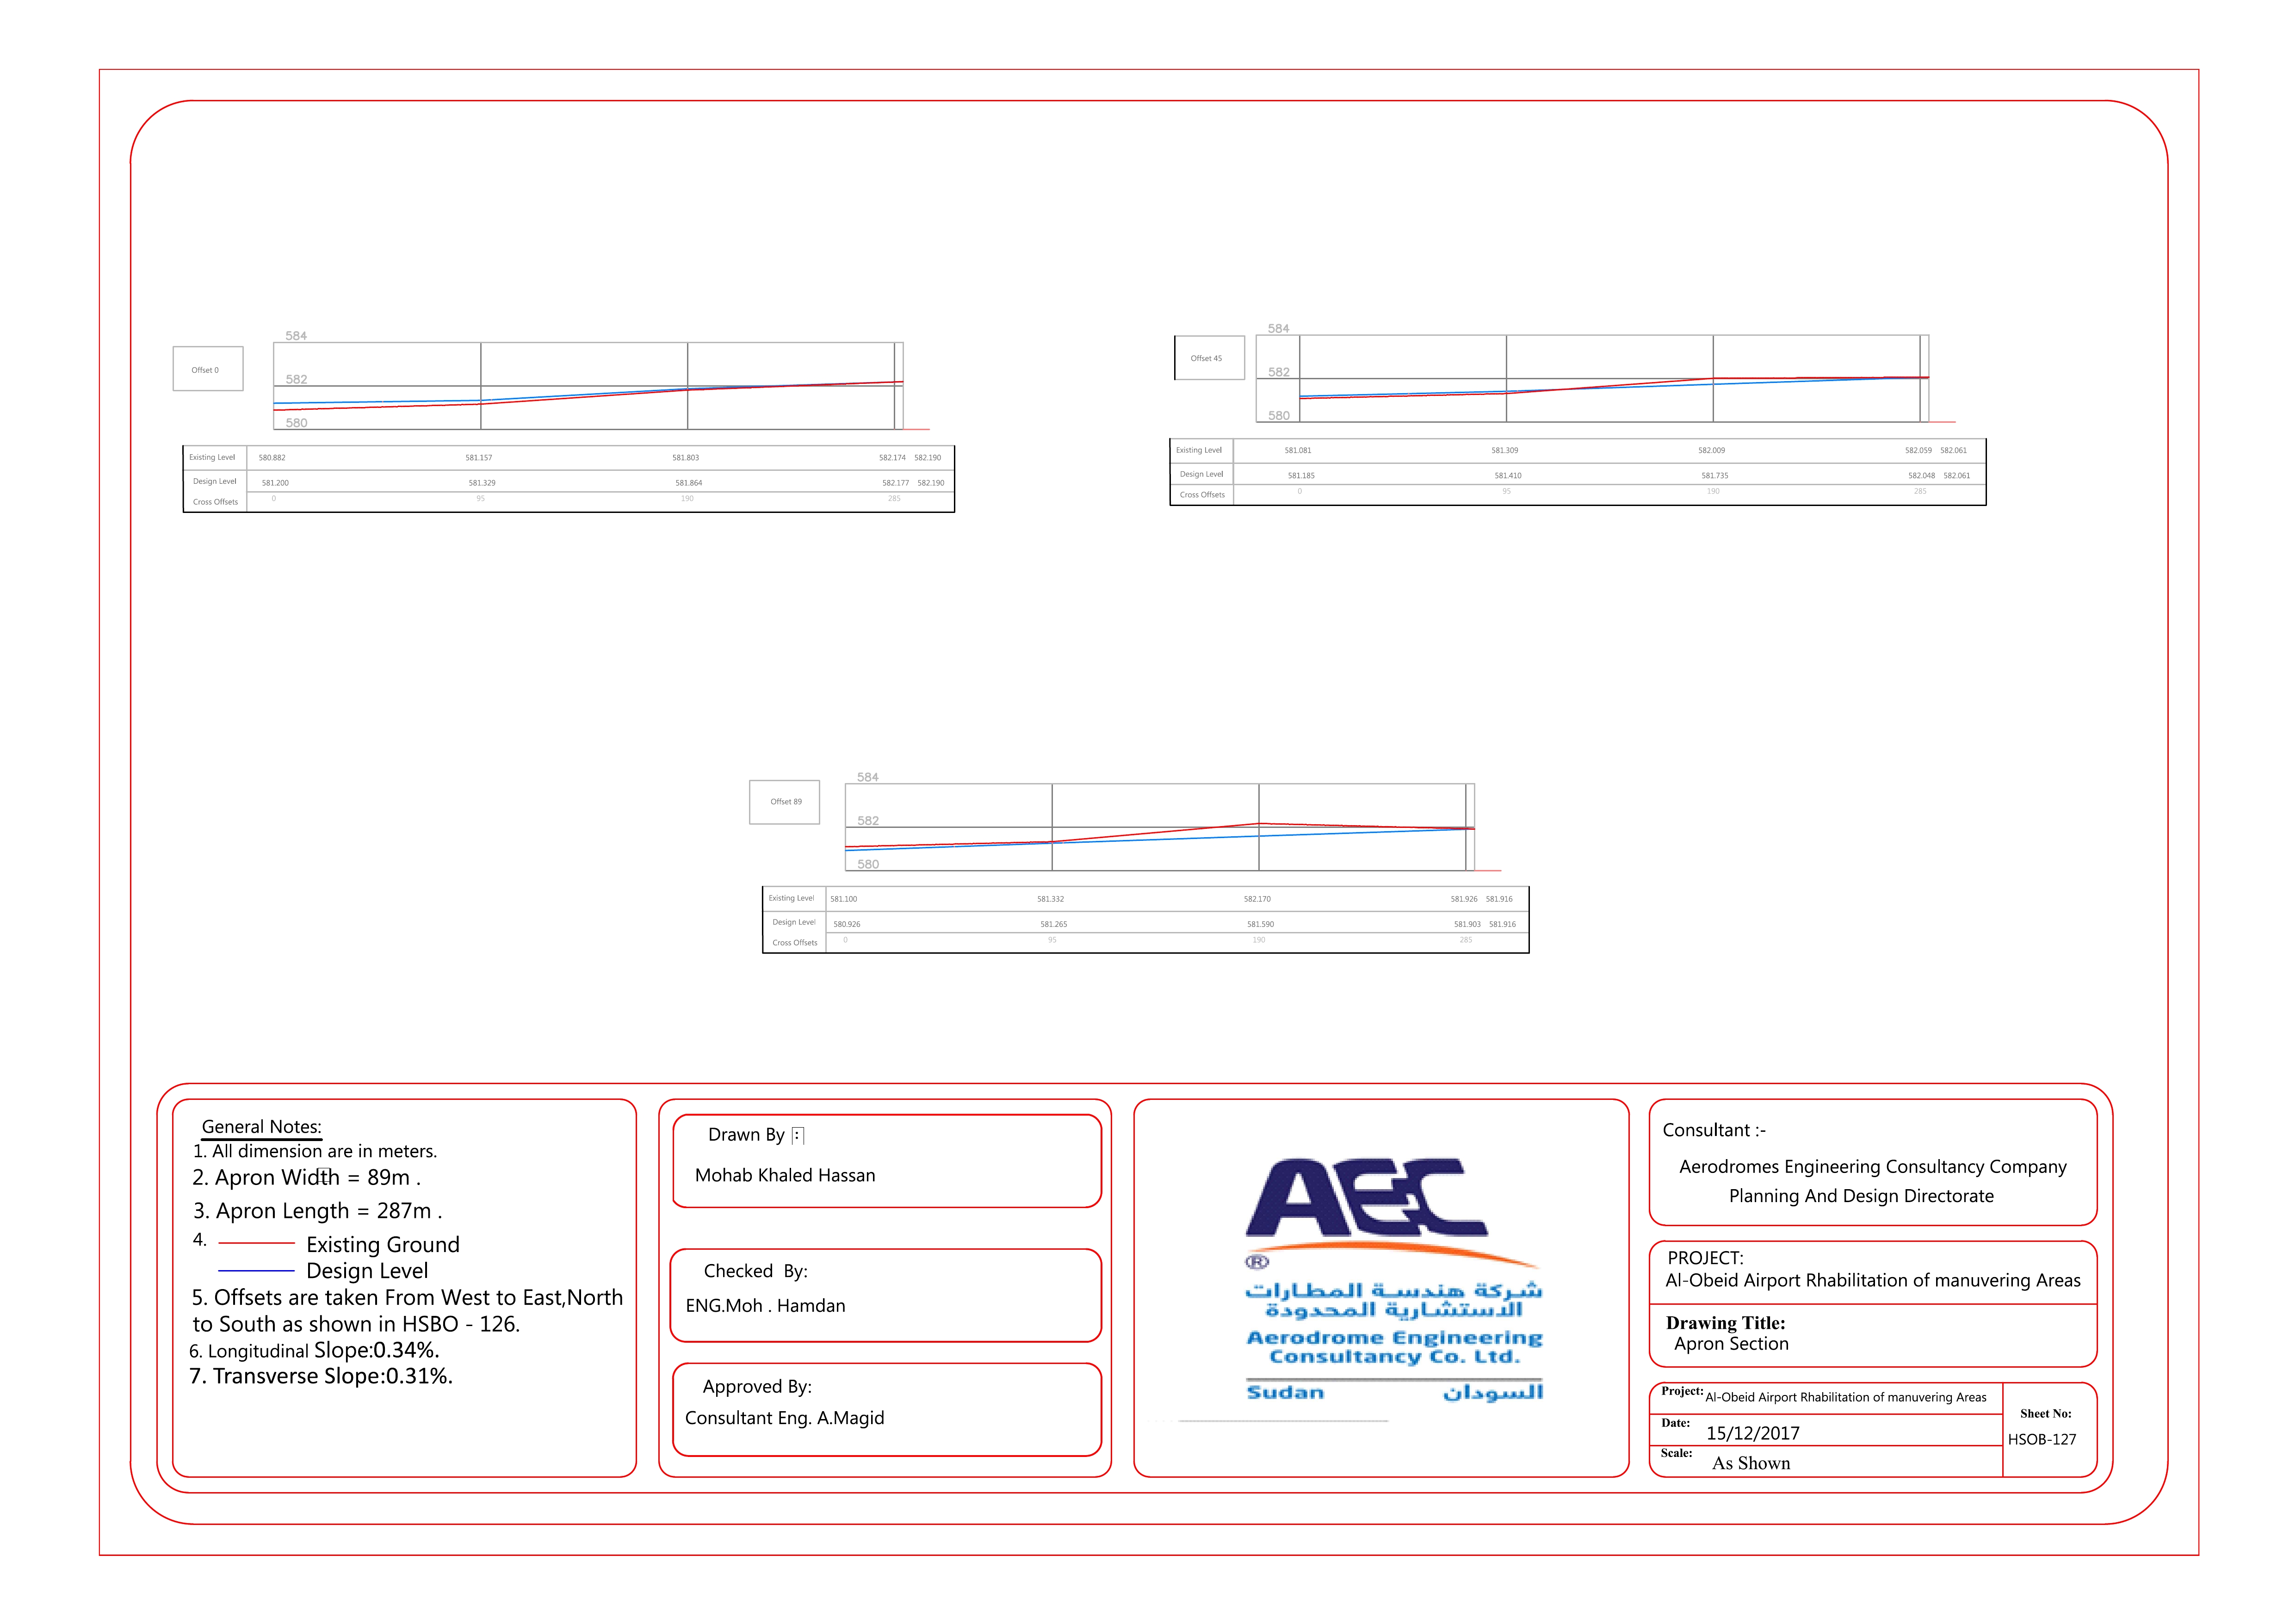 Offset 0
584
582
580
Existing Level 580.882 581.157 581.803 582.174 582.190
Design Level 581.200 581.329 581.864 582.177 582.190
Cross Offsets 0 95 190 285
Offset 45
584
582
580
Existing Level 581.081 581.309 582.009 582.059 582.061
Design Level 581.185 581.410 581.735 582.048 582.061
Cross Offsets 0 95 190 285
Offset 89
584
582
580
Existing Level 581.100 581.332 582.170 581.926 581.916
Design Level 580.926 581.265 581.590 581.903 581.916
Cross Offsets 0 95 190 285
General Notes:
1. All dimension are in meters.
2. Apron Width = 89m .
3. Apron Length = 287m .
4. Existing Ground
Design Level
5. Offsets are taken From West to East,North
to South as shown in HSBO - 126.
6. Longitudinal Slope:0.34%.
7. Transverse Slope:0.31%.
Drawn By :
Mohab Khaled Hassan
Checked By:
ENG.Moh . Hamdan
Approved By:
Consultant Eng. A.Magid
AEC
®
شركة هندسة المطارات
الاستشارية المحدودة
Aerodrome Engineering
Consultancy Co. Ltd.
Sudan السودان
Consultant :-
Aerodromes Engineering Consultancy Company
Planning And Design Directorate
PROJECT:
Al-Obeid Airport Rhabilitation of manuvering Areas
Drawing Title:
Apron Section
Project: Al-Obeid Airport Rhabilitation of manuvering Areas
Date: 15/12/2017
Scale: As Shown
Sheet No:
HSOB-127